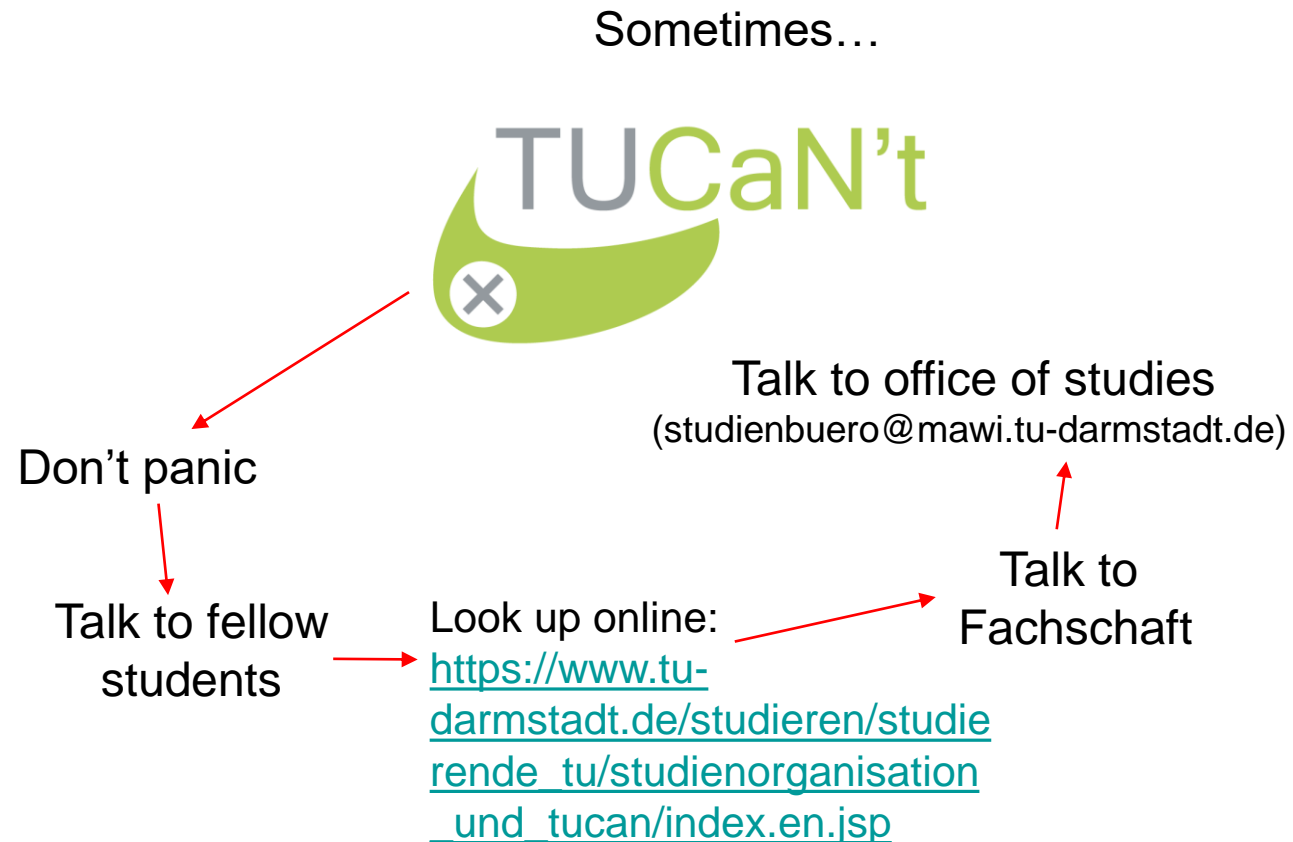 Sometimes…
TUCaN’t
Don’t panic
Talk to fellow
students
Look up online:
https://www.tu-
darmstadt.de/studieren/studie
rende_tu/studienorganisation
_und_tucan/index.en.jsp
Talk to
Fachschaft
Talk to office of studies
(studienbuero@mawi.tu-darmstadt.de)